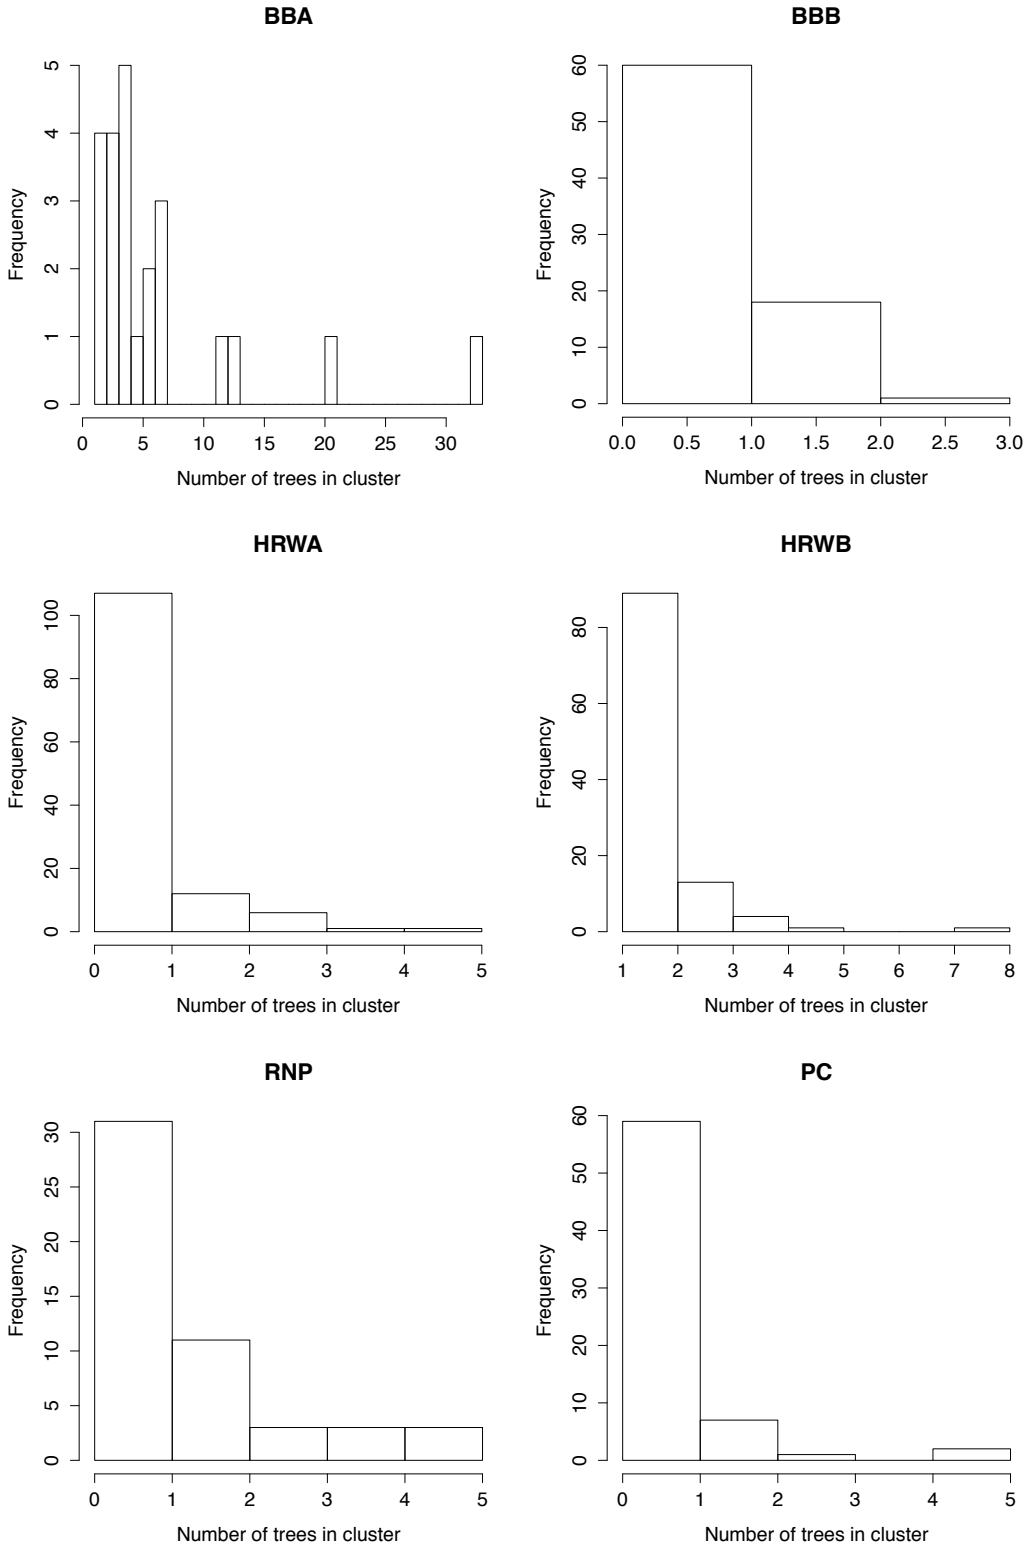 BBA
5
4
3
2
1
0
Frequency
0 5 10 15 20 25 30
Number of trees in cluster
BBB
60
50
40
30
20
10
0
Frequency
0.0 0.5 1.0 1.5 2.0 2.5 3.0
Number of trees in cluster
HRWA
100
80
60
40
20
0
Frequency
0 1 2 3 4 5
Number of trees in cluster
HRWB
80
60
40
20
0
Frequency
1 2 3 4 5 6 7 8
Number of trees in cluster
RNP
30
25
20
15
10
5
0
Frequency
0 1 2 3 4 5
Number of trees in cluster
PC
60
50
40
30
20
10
0
Frequency
0 1 2 3 4 5
Number of trees in cluster